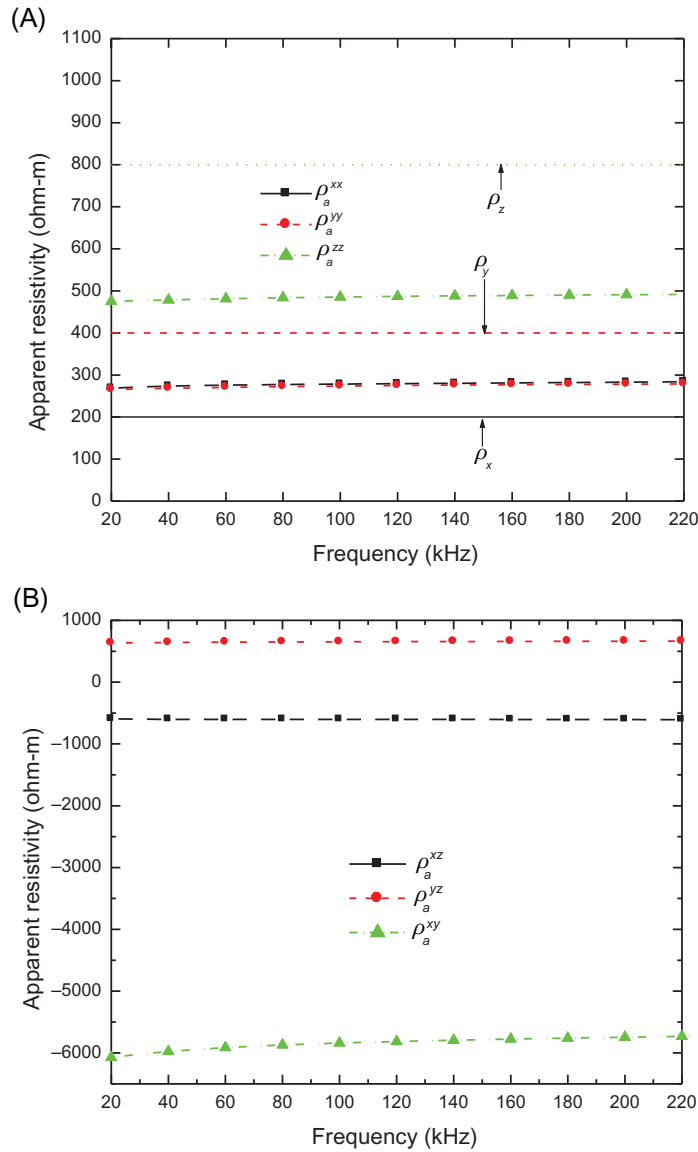 (A)
1100
1000
900
800
700
600
500
400
300
200
100
0
Apparent resistivity (ohm-m)
ρ_a^{xx}
ρ_a^{yy}
ρ_a^{zz}
ρ_z
ρ_y
ρ_x
20 40 60 80 100 120 140 160 180 200 220
Frequency (kHz)
(B)
1000
0
–1000
–2000
–3000
–4000
–5000
–6000
Apparent resistivity (ohm-m)
ρ_a^{xz}
ρ_a^{yz}
ρ_a^{xy}
20 40 60 80 100 120 140 160 180 200 220
Frequency (kHz)